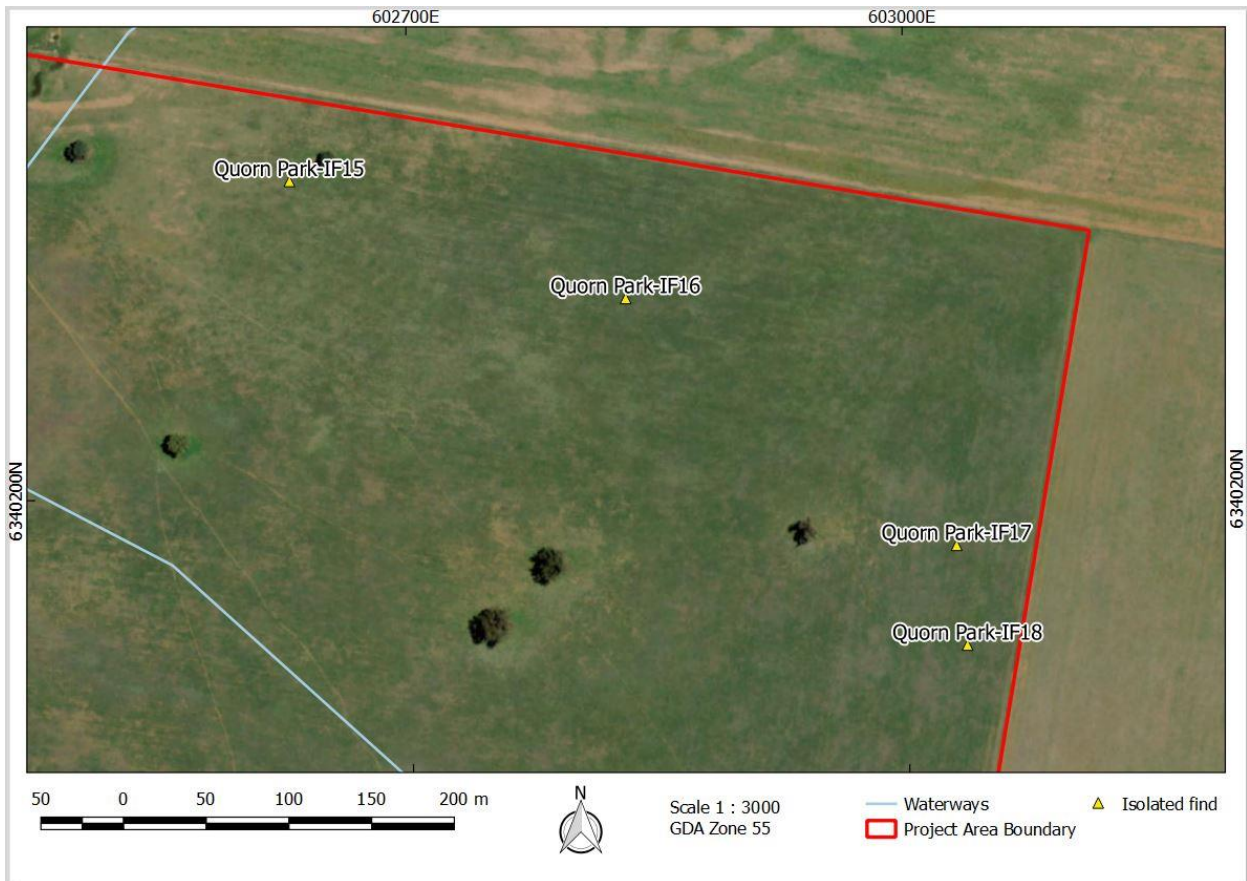 602700E
603000E
Quorn Park-IF15
Quorn Park-IF16
6340200N
6340200N
Quorn Park-IF17
Quorn Park-IF18
50 0 50 100 150 200 m
N
Scale 1 : 3000
GDA Zone 55
Waterways
Project Area Boundary
Isolated find